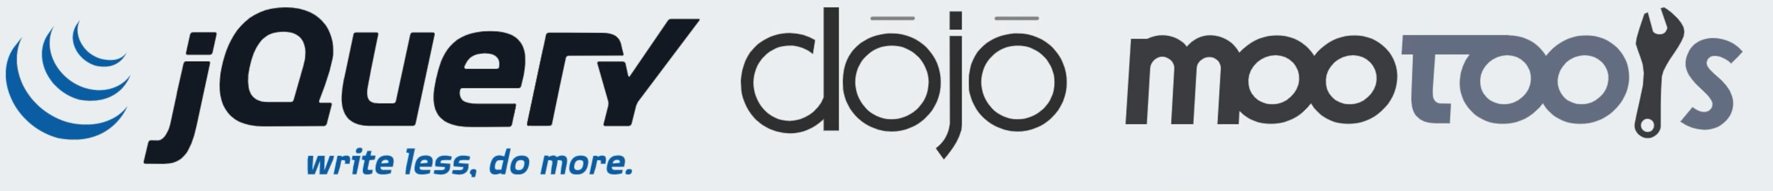 jQuery
write less, do more.
dōjō
mootools